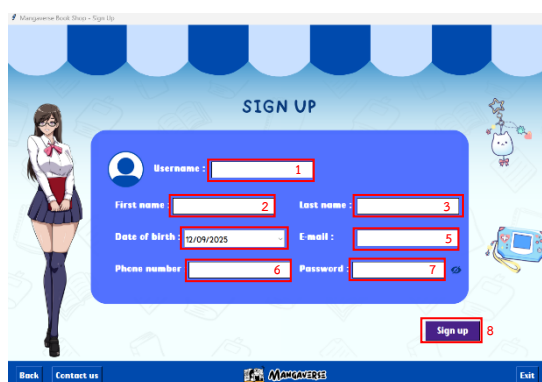 Mangaverse Book Shop - Sign Up
SIGN UP
Username : 1
First name : 2 Last name : 3
Date of birth : 12/09/2025 E-mail : 5
Phone number 6 Password : 7
Sign up 8
Back Contact us MANGAVERSE Exit